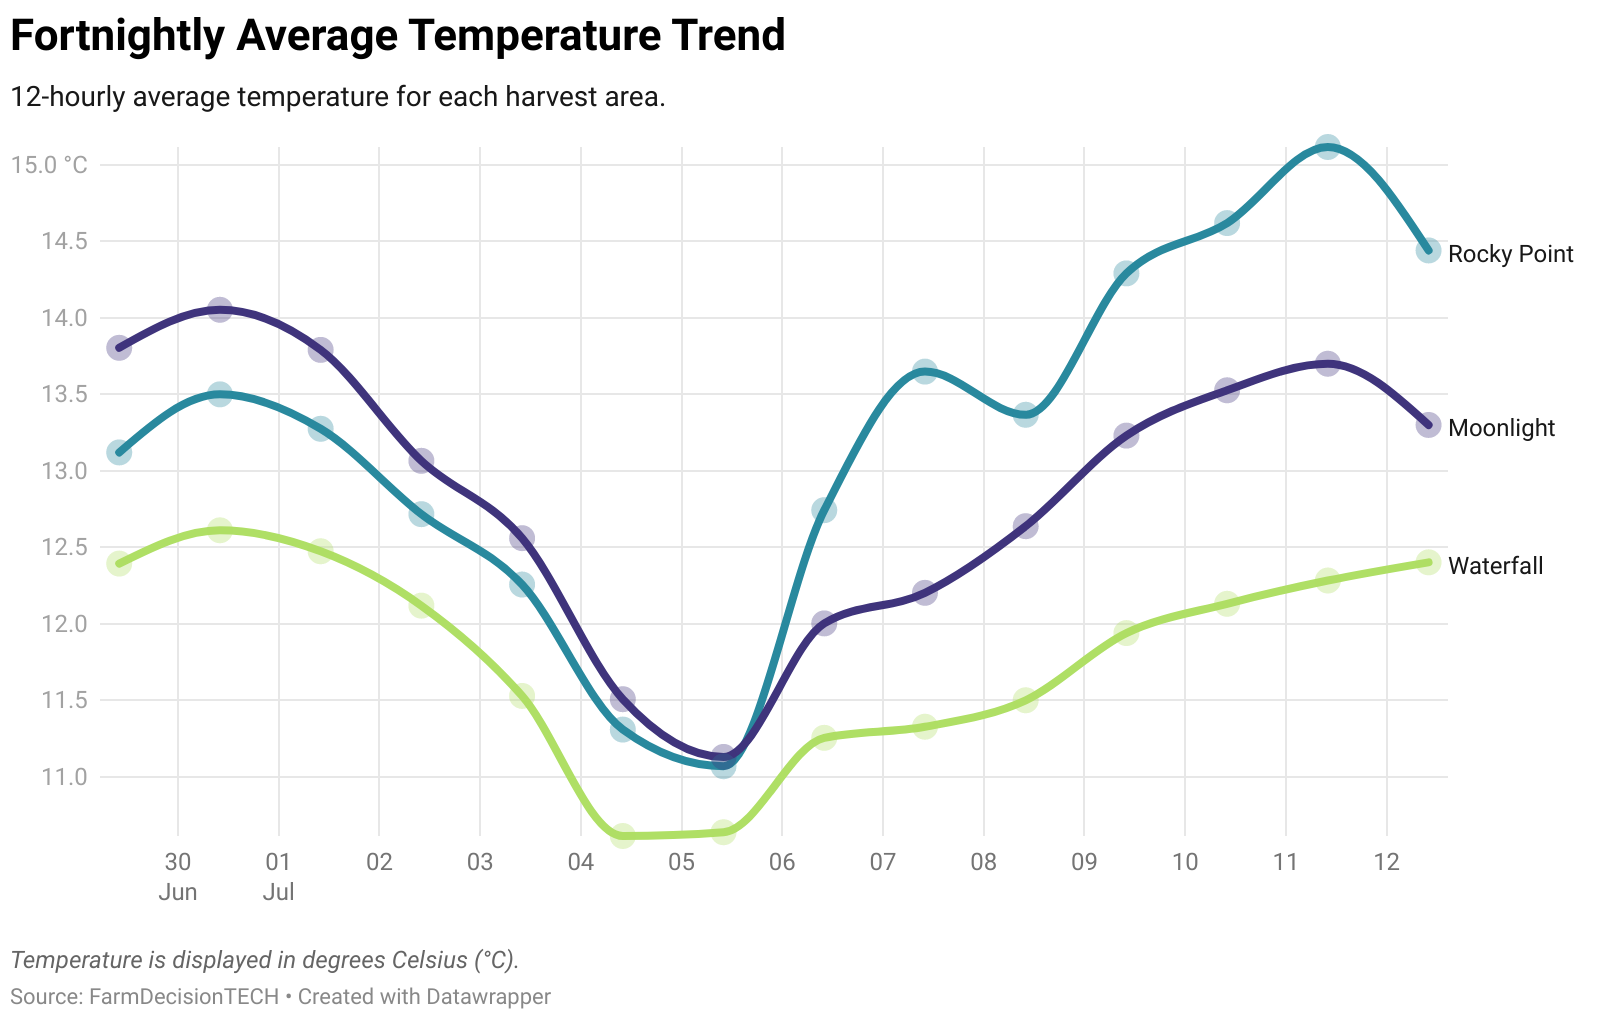 Fortnightly Average Temperature Trend
12-hourly average temperature for each harvest area.
15.0 °C
14.5
14.0
13.5
13.0
12.5
12.0
11.5
11.0
Rocky Point
Moonlight
Waterfall
30 01 02 03 04 05 06 07 08 09 10 11 12
Jun Jul
Temperature is displayed in degrees Celsius (°C).
Source: FarmDecisionTECH • Created with Datawrapper